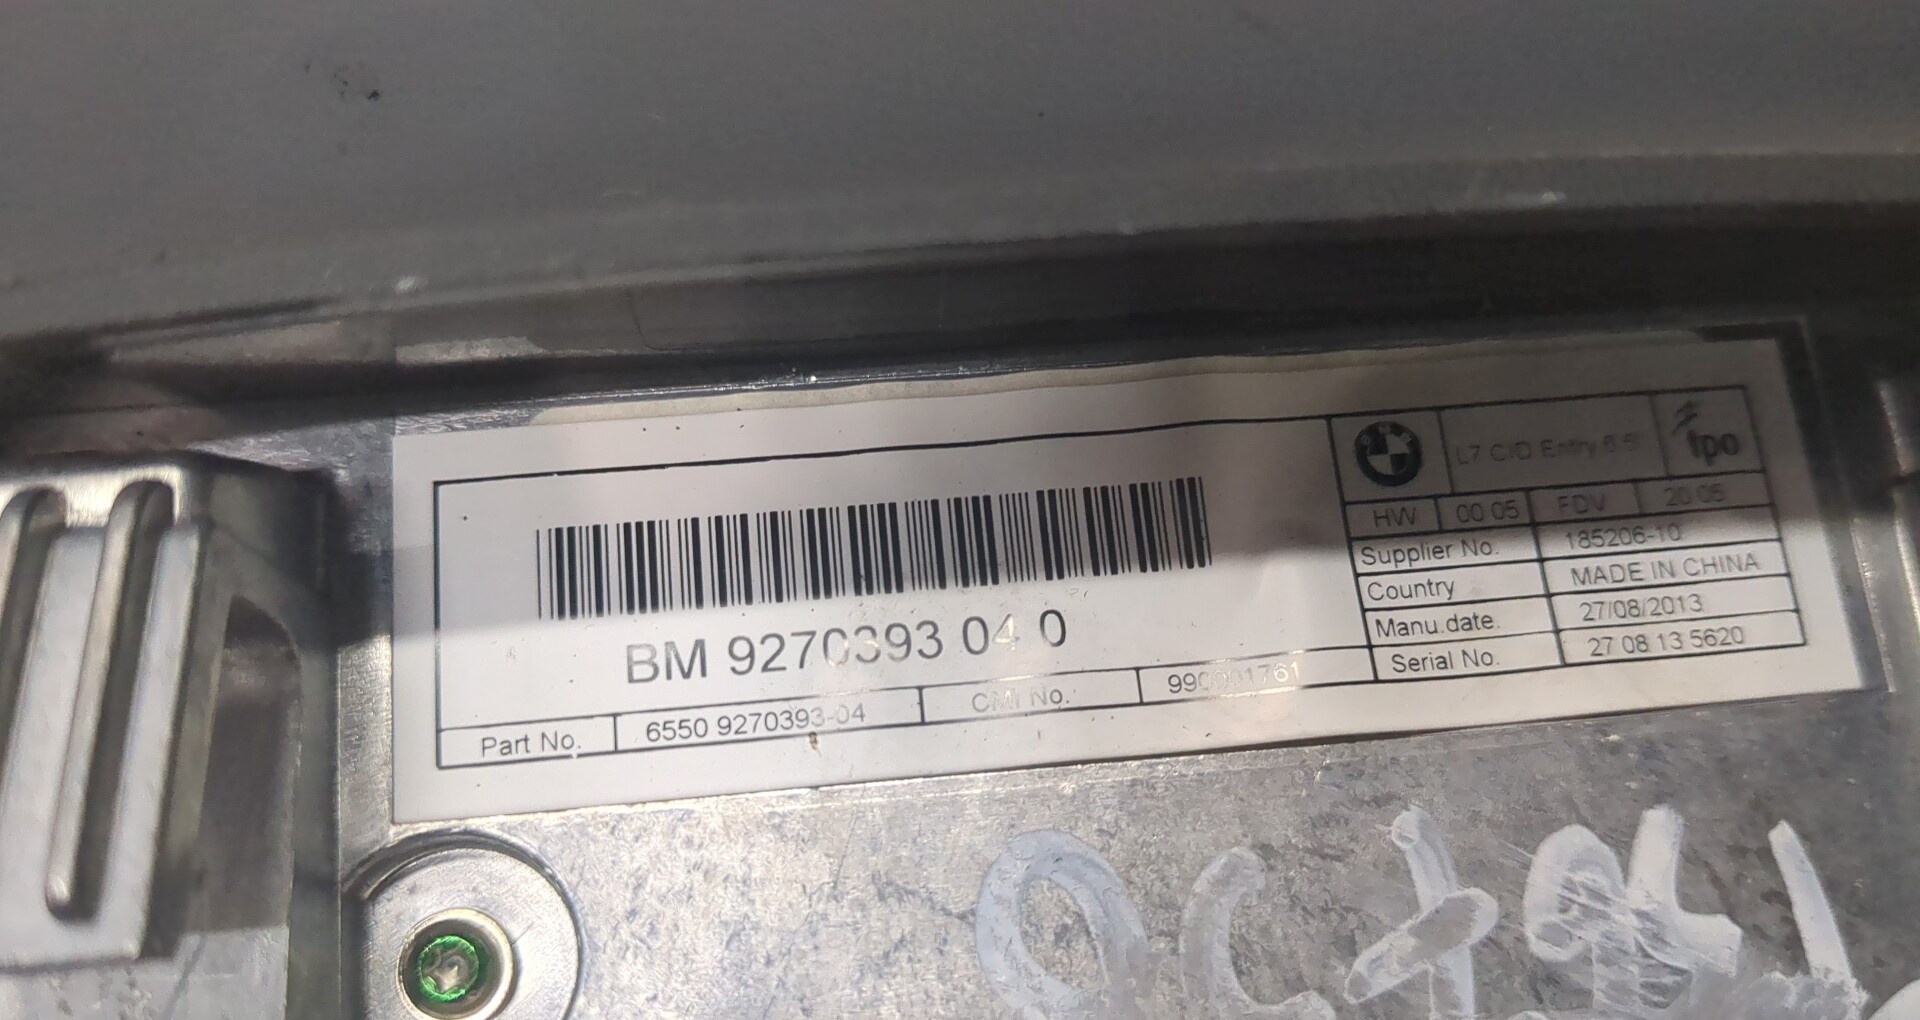 BMW
L7 C/D Entry 6.5"
tpo
HW 00 05 FDV 20 05
Supplier No. 185206-10
Country MADE IN CHINA
Manu.date. 27/08/2013
Serial No. 27 08 13 5620
BM 9270393 04 0
Part No. 6550 9270393-04 CMI No.: 990001761